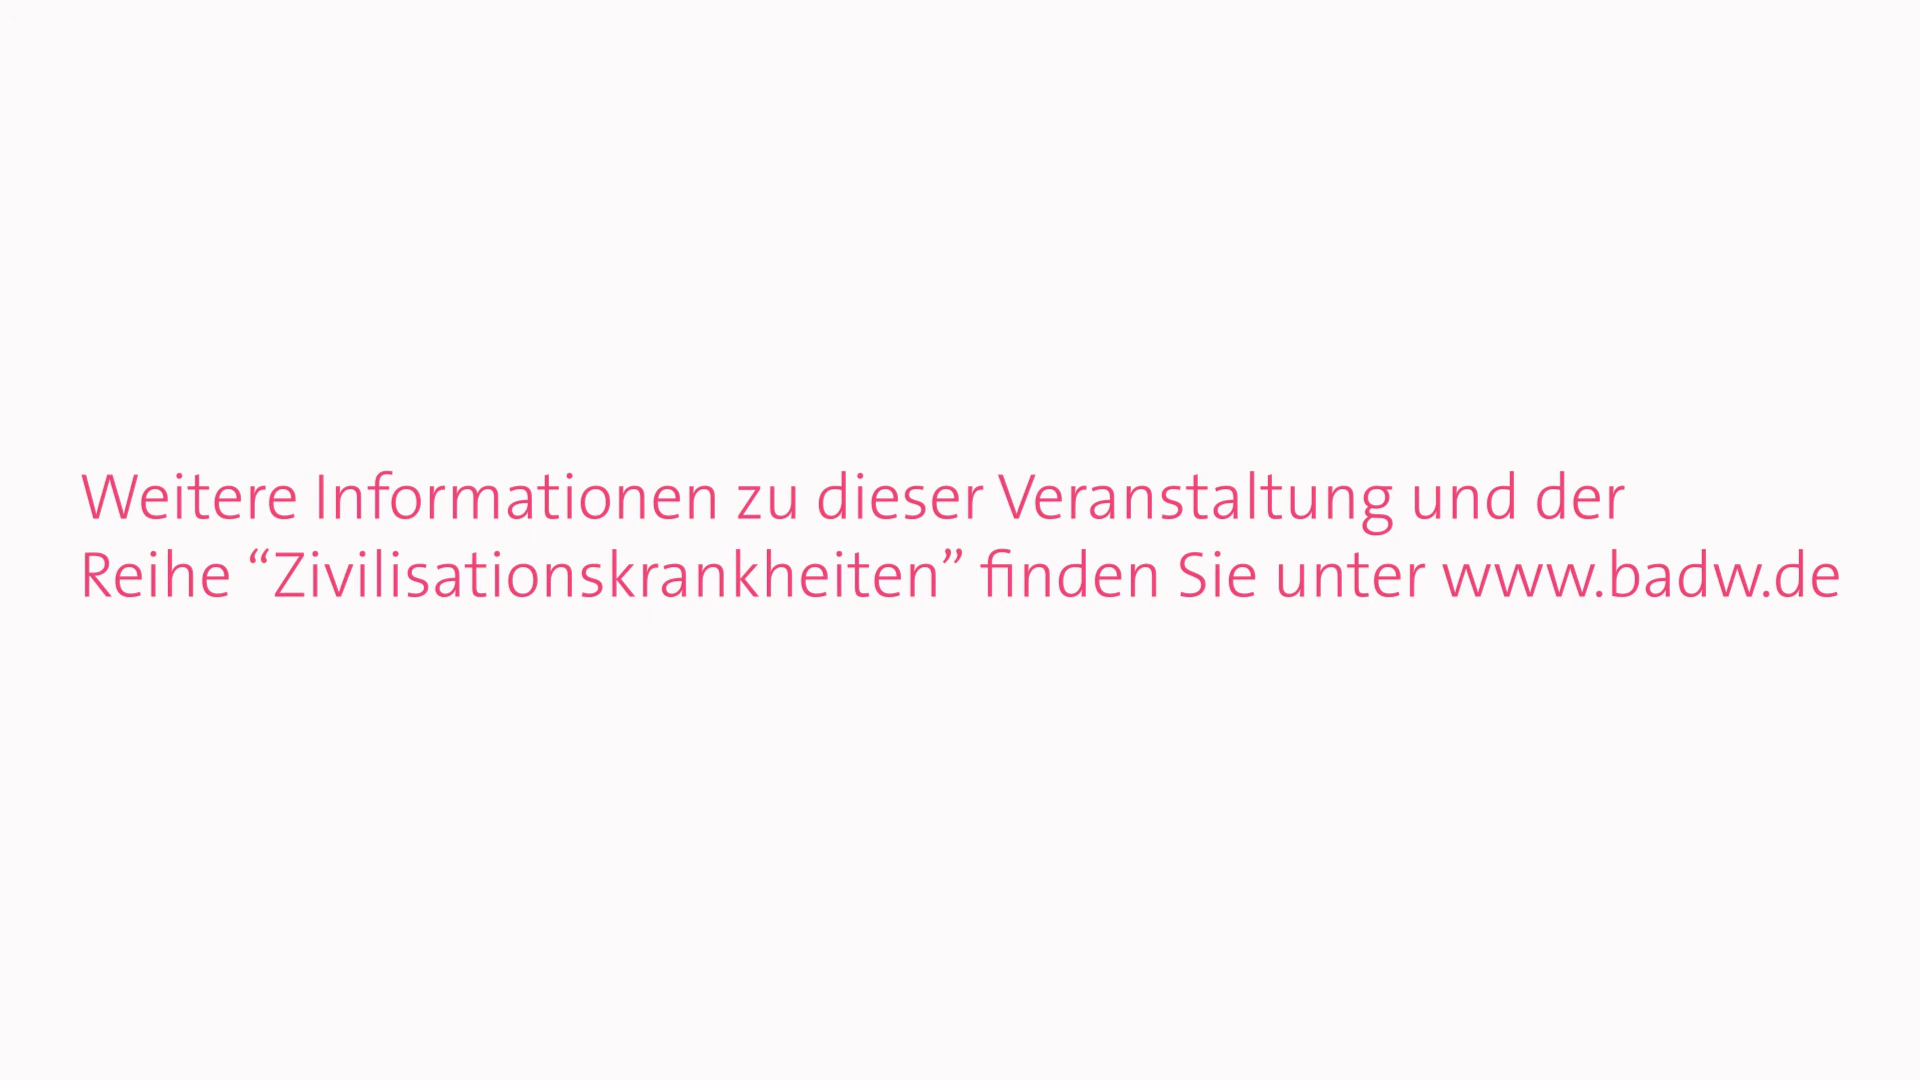 Weitere Informationen zu dieser Veranstaltung und der
Reihe “Zivilisationskrankheiten” finden Sie unter www.badw.de